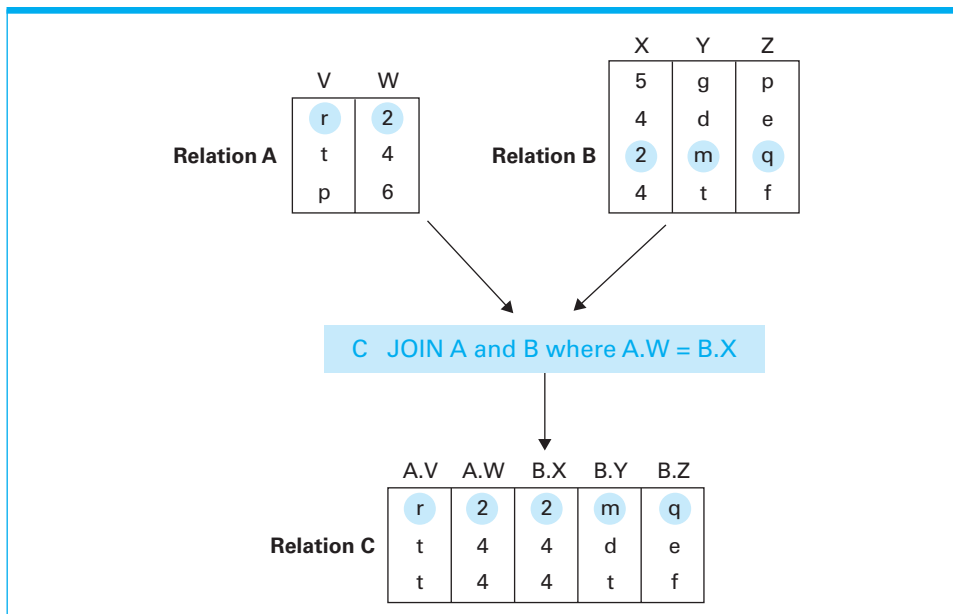 X Y Z
V W
5 g p
r 2
4 d e
Relation A t 4
Relation B 2 m q
p 6
4 t f
C JOIN A and B where A.W = B.X
A.V A.W B.X B.Y B.Z
r 2 2 m q
Relation C t 4 4 d e
t 4 4 t f